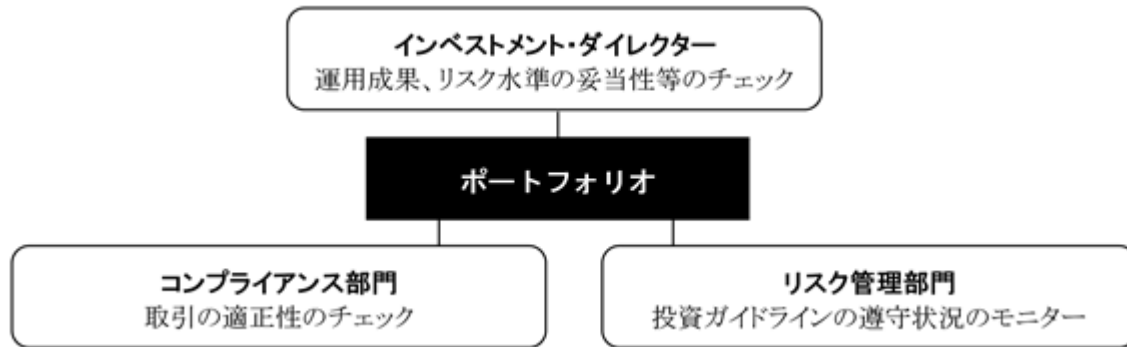 インベストメント・ダイレクター
運用成果、リスク水準の妥当性等のチェック
ポートフォリオ
コンプライアンス部門
取引の適正性のチェック
リスク管理部門
投資ガイドラインの遵守状況のモニター